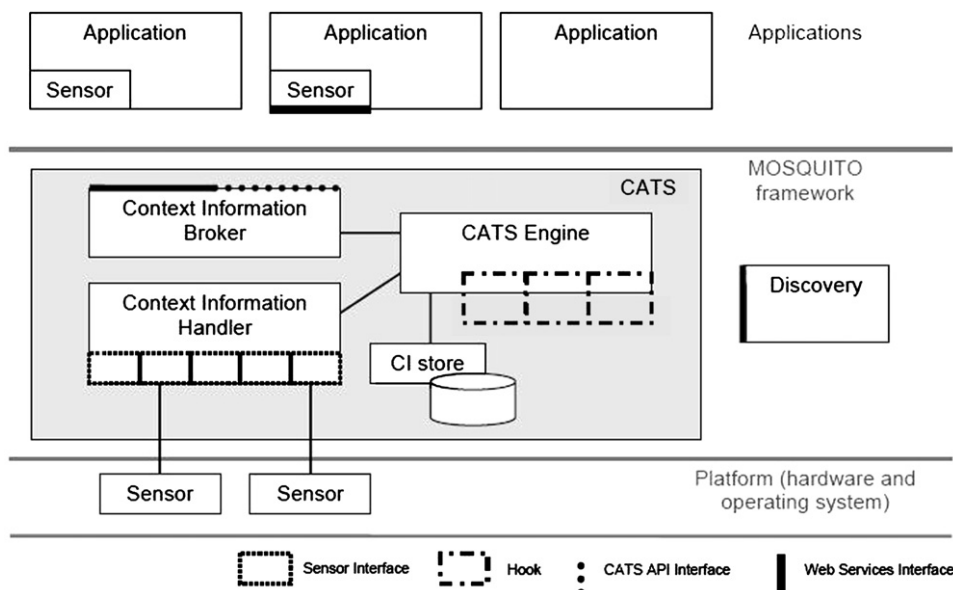 Application
Application
Application
Applications
Sensor
Sensor
MOSQUITO
framework
CATS
Context Information
Broker
CATS Engine
Discovery
Context Information
Handler
CI store
Sensor
Sensor
Platform (hardware and
operating system)
Sensor Interface
Hook
CATS API Interface
Web Services Interface